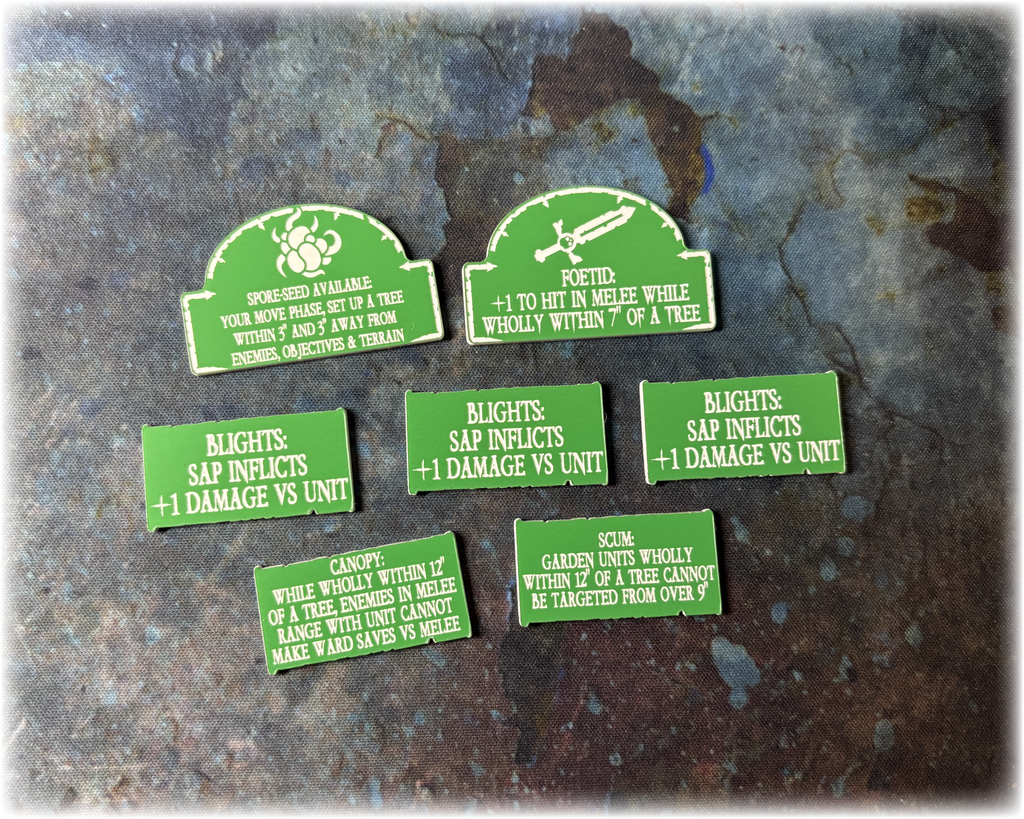 SPORE-SEED AVAILABLE:
YOUR MOVE PHASE, SET UP A TREE
WITHIN 3" AND 3" AWAY FROM
ENEMIES, OBJECTIVES & TERRAIN
FOETID:
+1 TO HIT IN MELEE WHILE
WHOLLY WITHIN 7" OF A TREE
BLIGHTS:
SAP INFLICTS
+1 DAMAGE VS UNIT
BLIGHTS:
SAP INFLICTS
+1 DAMAGE VS UNIT
BLIGHTS:
SAP INFLICTS
+1 DAMAGE VS UNIT
CANOPY:
WHILE WHOLLY WITHIN 12"
OF A TREE, ENEMIES IN MELEE
RANGE WITH UNIT CANNOT
MAKE WARD SAVES VS MELEE
SCUM:
GARDEN UNITS WHOLLY
WITHIN 12" OF A TREE CANNOT
BE TARGETED FROM OVER 9"